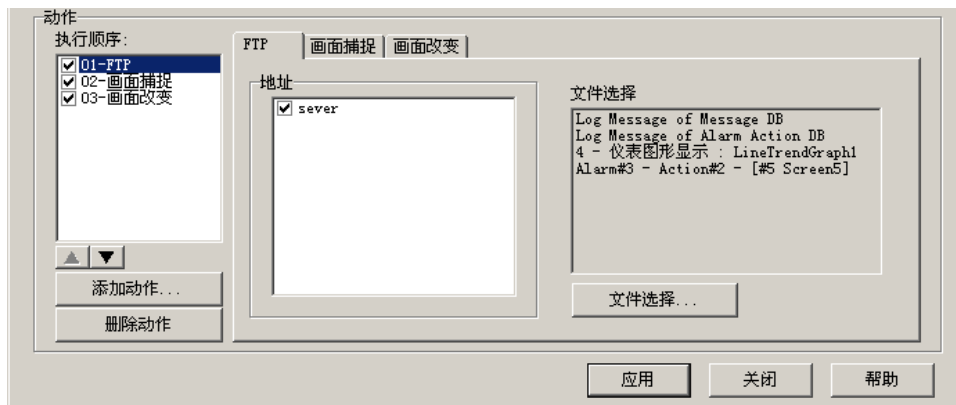 动作
执行顺序:
01-FTP
02-画面捕捉
03-画面改变
添加动作...
删除动作
FTP 画面捕捉 画面改变
地址
sever
文件选择
Log Message of Message DB
Log Message of Alarm Action DB
4 - 仪表图形显示 : LineTrendGraph1
Alarm#3 - Action#2 - [#5 Screen5]
文件选择...
应用 关闭 帮助